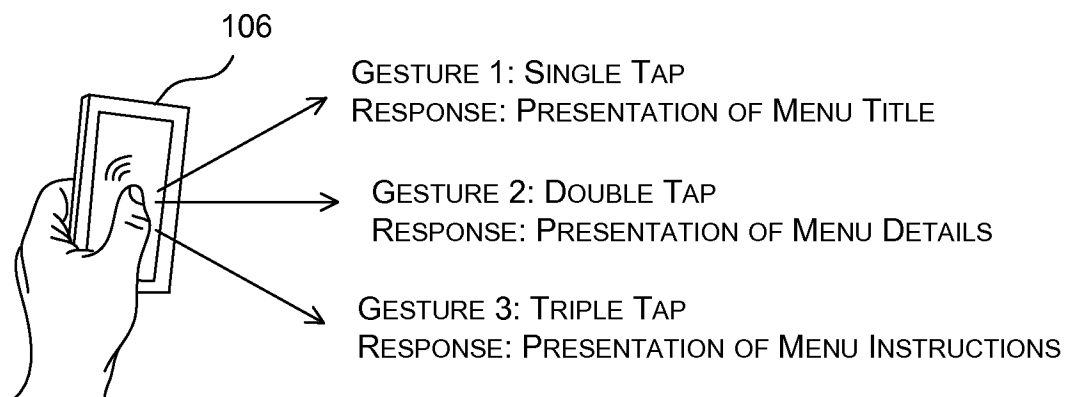 106
GESTURE 1: SINGLE TAP
RESPONSE: PRESENTATION OF MENU TITLE
GESTURE 2: DOUBLE TAP
RESPONSE: PRESENTATION OF MENU DETAILS
GESTURE 3: TRIPLE TAP
RESPONSE: PRESENTATION OF MENU INSTRUCTIONS